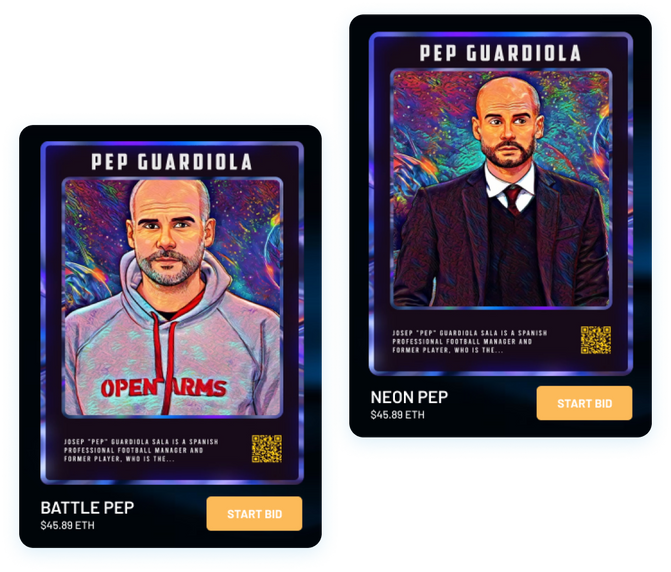 PEP GUARDIOLA
OPEN ARMS
JOSEP "PEP" GUARDIOLA SALA IS A SPANISH
PROFESSIONAL FOOTBALL MANAGER AND
FORMER PLAYER, WHO IS THE...
BATTLE PEP
$45.89 ETH
START BID
PEP GUARDIOLA
JOSEP "PEP" GUARDIOLA SALA IS A SPANISH
PROFESSIONAL FOOTBALL MANAGER AND
FORMER PLAYER, WHO IS THE...
NEON PEP
$45.89 ETH
START BID